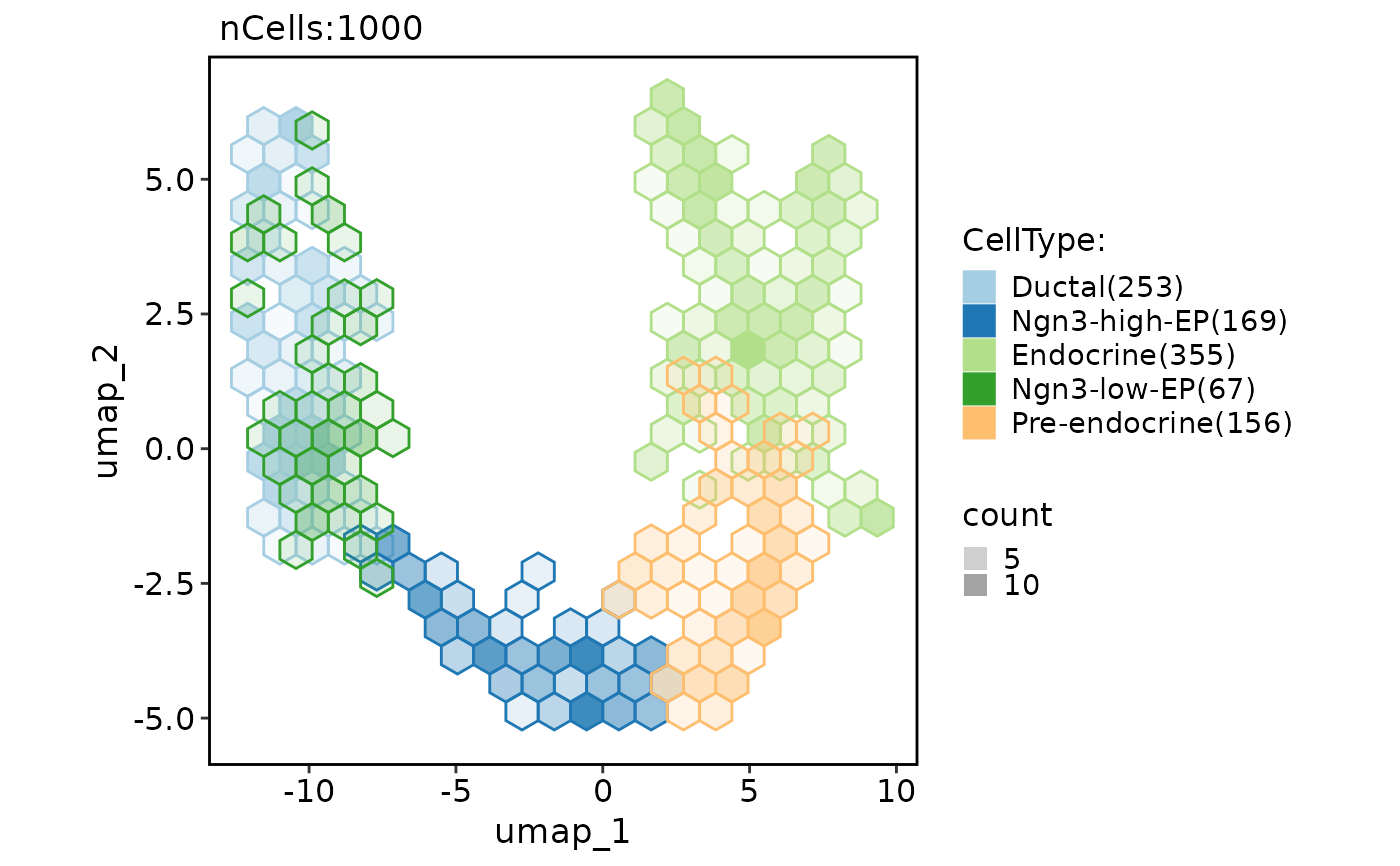 nCells:1000
umap_2
5.0
2.5
0.0
-2.5
-5.0
-10
-5
0
5
10
umap_1
CellType:
Ductal(253)
Ngn3-high-EP(169)
Endocrine(355)
Ngn3-low-EP(67)
Pre-endocrine(156)
count
5
10